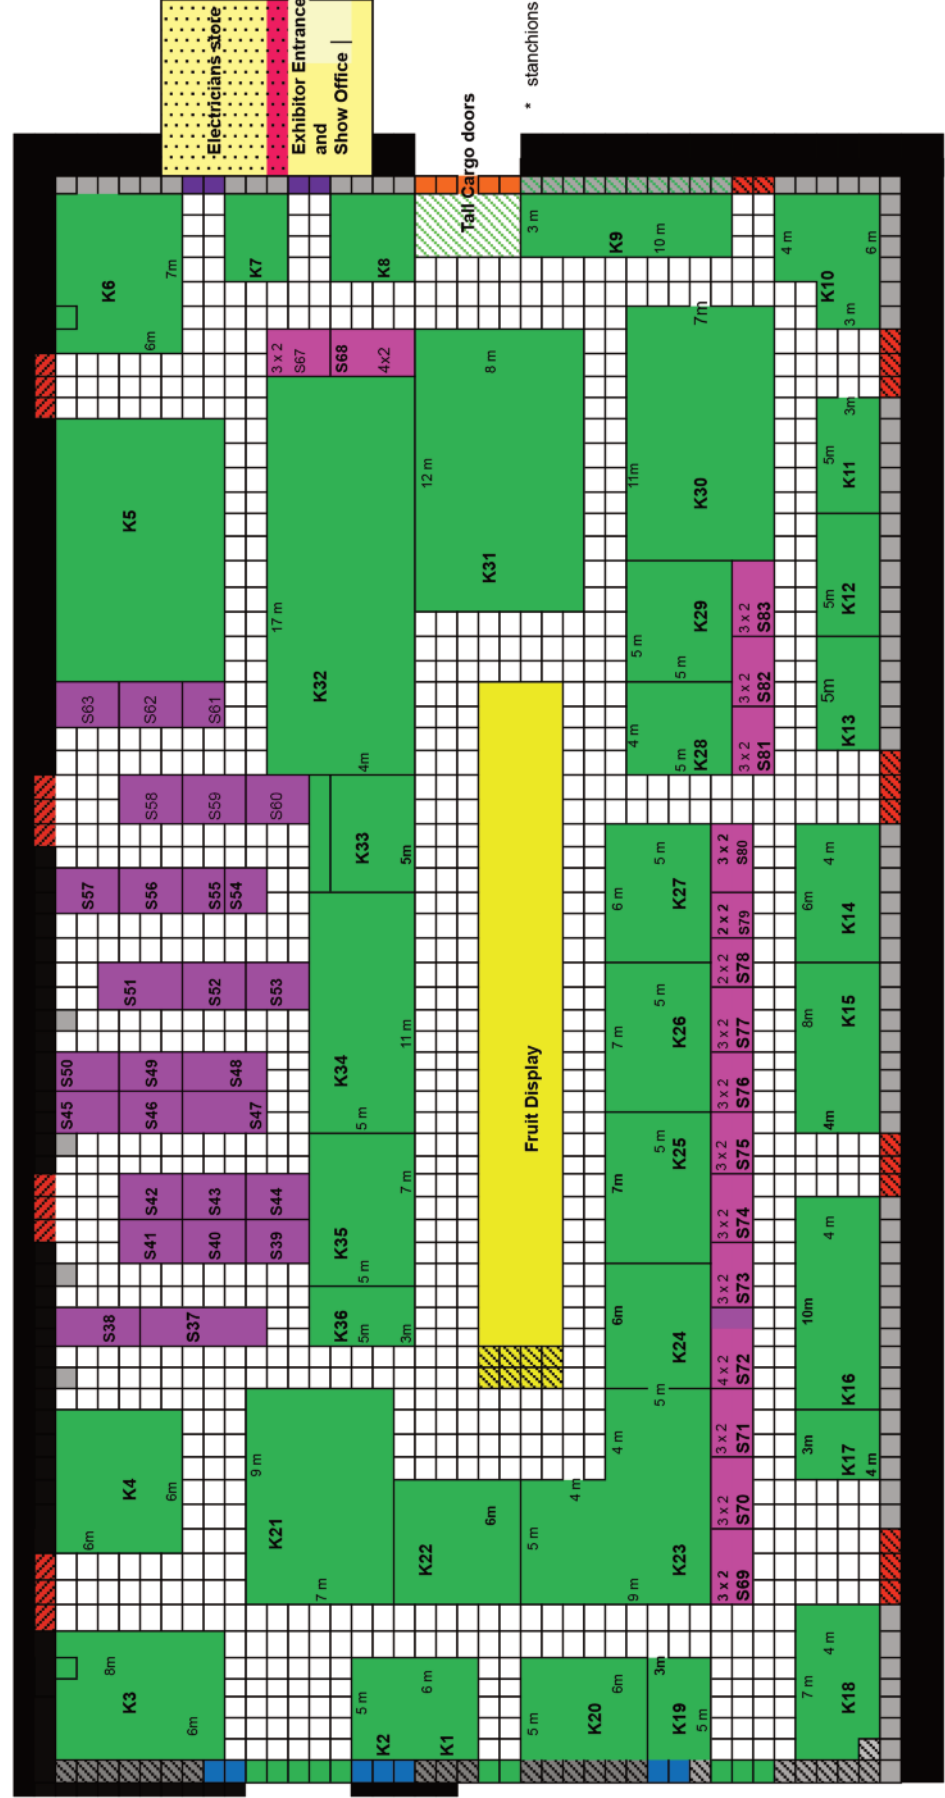 Electricians store
Exhibitor Entrance
and
Show Office |
* stanchions
Tall Cargo doors
K6
7m
6m
K7
K8
3 m
K9
10 m
4 m
6 m
K10
3 m
3 x 2
S67
S68
4x2
8 m
12 m
K31
7m
11m
K30
3m
5m
K11
K5
17 m
K32
4m
5m
K12
5 m
5 m
K29
3 x 2
S83
S63
S62
S61
4 m
5 m
K28
3 x 2
S82
3 x 2
S81
5m
K13
S58
S59
S60
K33
5m
S57
S56
S55
S54
6 m
5 m
K27
3 x 2
S80
2 x 2
S79
4 m
6m
K14
S51
S52
S53
K34
11 m
5 m
7 m
5 m
K26
2 x 2
S78
3 x 2
S77
3 x 2
S76
8m
K15
4m
S50
S49
S48
S45
S46
S47
Fruit Display
S42
S43
S44
S41
S40
S39
K35
7 m
5 m
7m
5 m
K25
3 x 2
S75
3 x 2
S74
3 x 2
S73
S38
S37
K36
5m
3m
6m
K24
5 m
4 x 2
S72
4 m
10m
K16
K4
6m
6m
9 m
K21
7 m
K22
6m
4 m
4 m
5 m
9 m
K23
3 x 2
S71
3 x 2
S70
3 x 2
S69
3m
K17
4 m
K3
8m
6m
5 m
K2
6 m
K1
5 m
K20
6m
3m
K19
5 m
4 m
7 m
K18